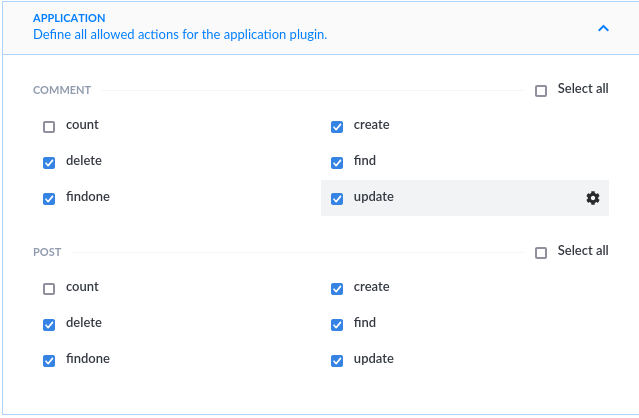 APPLICATION
Define all allowed actions for the application plugin.
COMMENT Select all
count create
delete find
findone update
POST Select all
count create
delete find
findone update